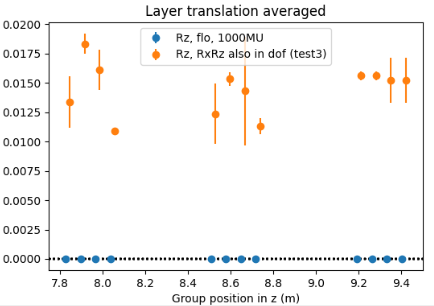 Layer translation averaged
0.0200
0.0175
0.0150
0.0125
0.0100
0.0075
0.0050
0.0025
0.0000
Rz, flo, 1000MU
Rz, RxRz also in dof (test3)
7.8 8.0 8.2 8.4 8.6 8.8 9.0 9.2 9.4
Group position in z (m)